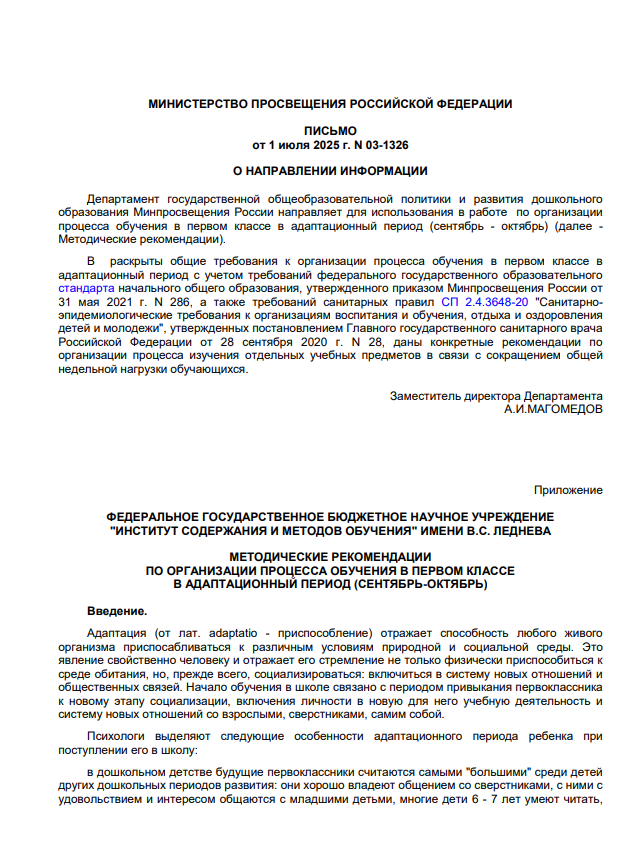 МИНИСТЕРСТВО ПРОСВЕЩЕНИЯ РОССИЙСКОЙ ФЕДЕРАЦИИ
ПИСЬМО
от 1 июля 2025 г. N 03-1326
О НАПРАВЛЕНИИ ИНФОРМАЦИИ
Департамент государственной общеобразовательной политики и развития дошкольного
образования Минпросвещения России направляет для использования в работе по организации
процесса обучения в первом классе в адаптационный период (сентябрь - октябрь) (далее -
Методические рекомендации).
В раскрыты общие требования к организации процесса обучения в первом классе в
адаптационный период с учетом требований федерального государственного образовательного
стандарта начального общего образования, утвержденного приказом Минпросвещения России от
31 мая 2021 г. N 286, а также требований санитарных правил СП 2.4.3648-20 "Санитарно-
эпидемиологические требования к организациям воспитания и обучения, отдыха и оздоровления
детей и молодежи", утвержденных постановлением Главного государственного санитарного врача
Российской Федерации от 28 сентября 2020 г. N 28, даны конкретные рекомендации по
организации процесса изучения отдельных учебных предметов в связи с сокращением общей
недельной нагрузки обучающихся.
Заместитель директора Департамента
А.И.МАГОМЕДОВ
Приложение
ФЕДЕРАЛЬНОЕ ГОСУДАРСТВЕННОЕ БЮДЖЕТНОЕ НАУЧНОЕ УЧРЕЖДЕНИЕ
"ИНСТИТУТ СОДЕРЖАНИЯ И МЕТОДОВ ОБУЧЕНИЯ" ИМЕНИ В.С. ЛЕДНЕВА
МЕТОДИЧЕСКИЕ РЕКОМЕНДАЦИИ
ПО ОРГАНИЗАЦИИ ПРОЦЕССА ОБУЧЕНИЯ В ПЕРВОМ КЛАССЕ
В АДАПТАЦИОННЫЙ ПЕРИОД (СЕНТЯБРЬ-ОКТЯБРЬ)
Введение.
Адаптация (от лат. adaptatio - приспособление) отражает способность любого живого
организма приспосабливаться к различным условиям природной и социальной среды. Это
явление свойственно человеку и отражает его стремление не только физически приспособиться к
среде обитания, но, прежде всего, социализироваться: включиться в систему новых отношений и
общественных связей. Начало обучения в школе связано с периодом привыкания первоклассника
к новому этапу социализации, включения личности в новую для него учебную деятельность и
систему новых отношений со взрослыми, сверстниками, самим собой.
Психологи выделяют следующие особенности адаптационного периода ребенка при
поступлении его в школу:
в дошкольном детстве будущие первоклассники считаются самыми "большими" среди детей
других дошкольных периодов развития: они хорошо владеют общением со сверстниками, с ними с
удовольствием и интересом общаются с младшими детьми, многие дети 6 - 7 лет умеют читать,